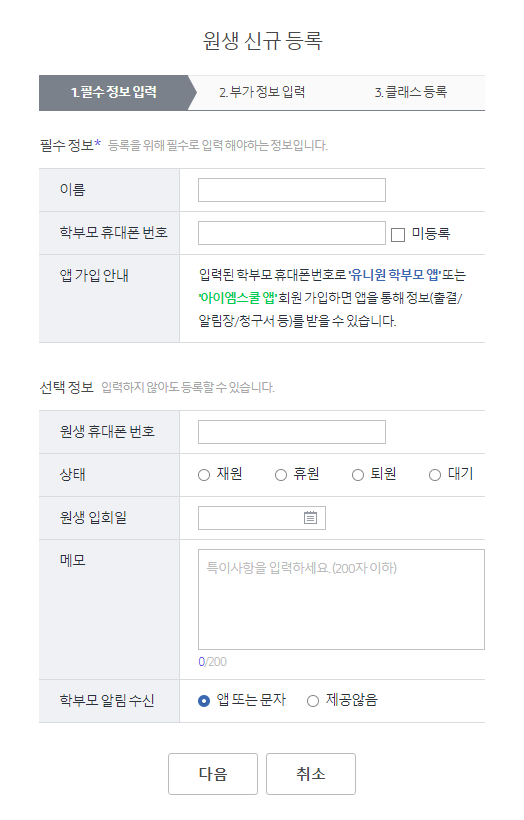 원생 신규 등록
1.필수 정보 입력 2. 부가 정보 입력 3. 클래스 등록
필수 정보* 등록을 위해 필수로 입력 해야하는 정보입니다.
이름
학부모 휴대폰 번호 미등록
앱 가입 안내 입력된 학부모 휴대폰번호로 '유니원 학부모 앱' 또는
'아이엠스쿨 앱' 회원 가입하면 앱을 통해 정보(출결/
알림장/청구서 등)를 받을 수 있습니다.
선택 정보 입력하지 않아도 등록할 수 있습니다.
원생 휴대폰 번호
상태 재원 휴원 퇴원 대기
원생 입회일
메모 특이사항을 입력하세요. (200자 이하)
0/200
학부모 알림 수신 앱 또는 문자 제공않음
다음 취소